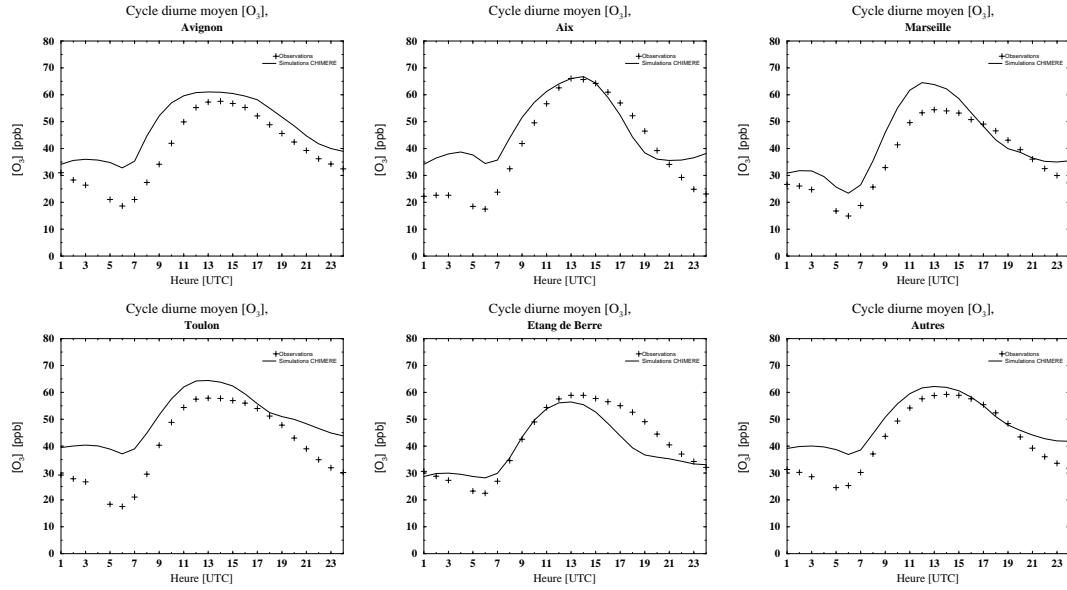 Cycle diurne moyen [O3],
Avignon
80
70
60
50
40
30
20
10
0
[O3] [ppb]
Observations
Simulations CHIMERE
1 3 5 7 9 11 13 15 17 19 21 23
Heure [UTC]
Cycle diurne moyen [O3],
Aix
80
70
60
50
40
30
20
10
0
[O3] [ppb]
Observations
Simulations CHIMERE
1 3 5 7 9 11 13 15 17 19 21 23
Heure [UTC]
Cycle diurne moyen [O3],
Marseille
80
70
60
50
40
30
20
10
0
[O3] [ppb]
Observations
Simulations CHIMERE
1 3 5 7 9 11 13 15 17 19 21 23
Heure [UTC]
Cycle diurne moyen [O3],
Toulon
80
70
60
50
40
30
20
10
0
[O3] [ppb]
Observations
Simulations CHIMERE
1 3 5 7 9 11 13 15 17 19 21 23
Heure [UTC]
Cycle diurne moyen [O3],
Etang de Berre
80
70
60
50
40
30
20
10
0
[O3] [ppb]
Observations
Simulations CHIMERE
1 3 5 7 9 11 13 15 17 19 21 23
Heure [UTC]
Cycle diurne moyen [O3],
Autres
80
70
60
50
40
30
20
10
0
[O3] [ppb]
Observations
Simulations CHIMERE
1 3 5 7 9 11 13 15 17 19 21 23
Heure [UTC]